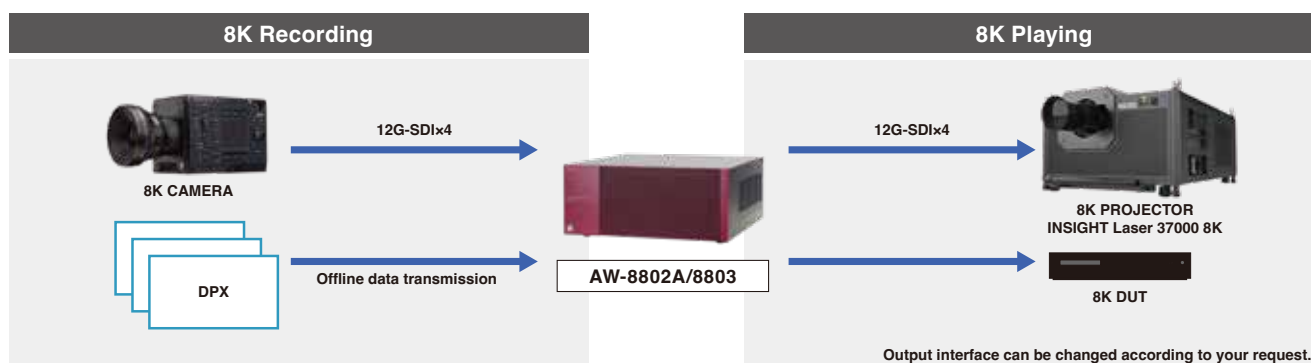 8K Recording
12G-SDI×4
8K CAMERA
DPX
Offline data transmission
AW-8802A/8803
8K Playing
12G-SDI×4
8K PROJECTOR
INSIGHT Laser 37000 8K
8K DUT
Output interface can be changed according to your request.